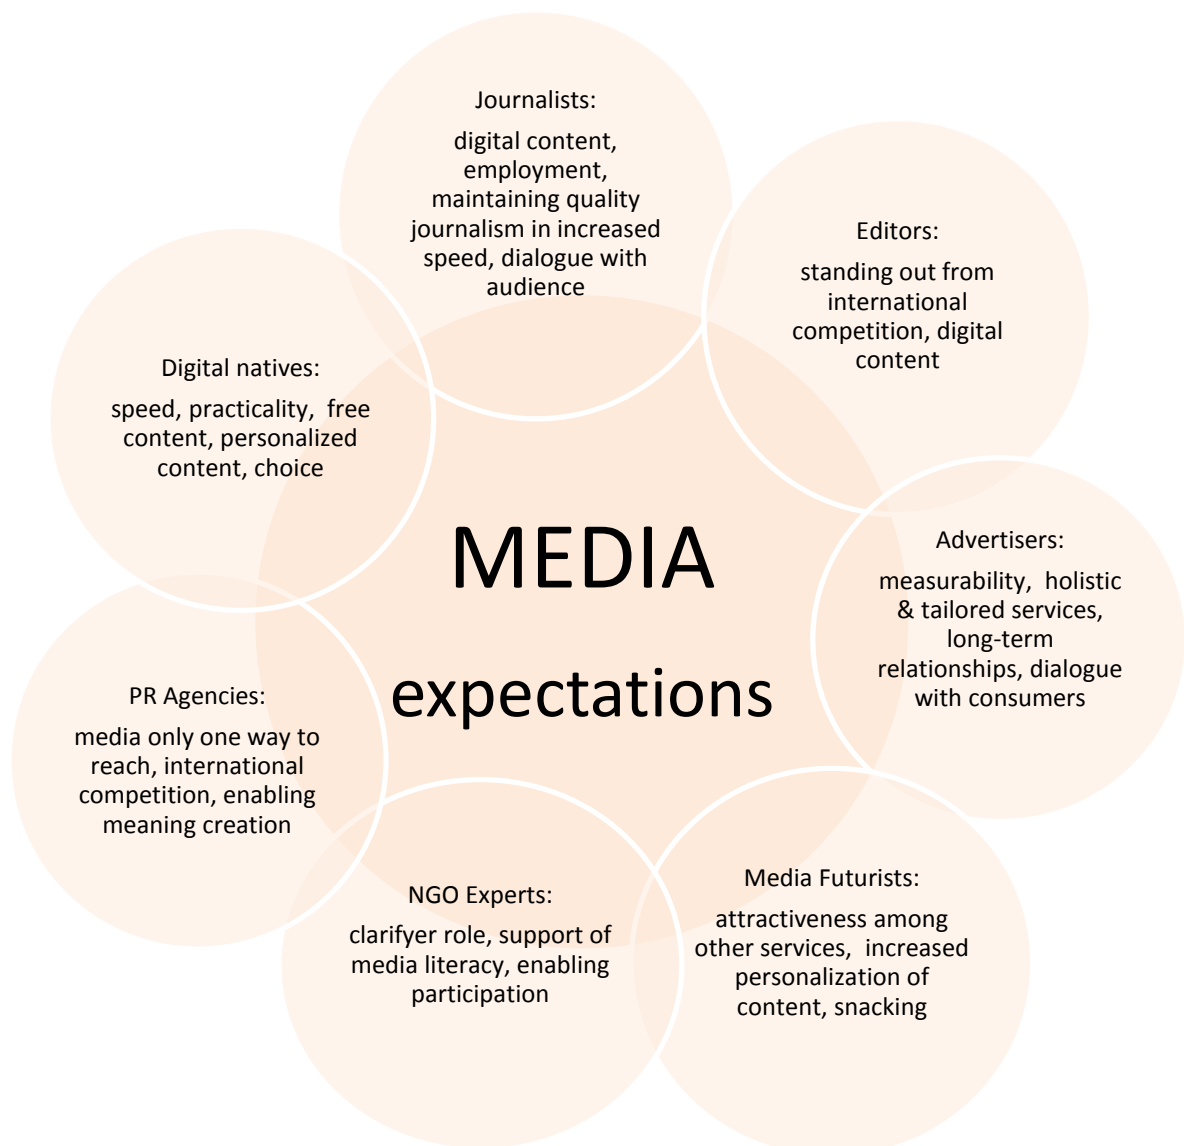 Journalists:
digital content,
employment,
maintaining quality
journalism in increased
speed, dialogue with
audience
Editors:
standing out from
international
competition, digital
content
Digital natives:
speed, practicality,  free
content, personalized
content, choice
MEDIA
expectations
Advertisers:
measurability,  holistic
& tailored services,
long-term
relationships, dialogue
with consumers
PR Agencies:
media only one way to
reach, international
competition, enabling
meaning creation
NGO Experts:
clarifyer role, support of
media literacy, enabling
participation
Media Futurists:
attractiveness among
other services,  increased
personalization of
content, snacking